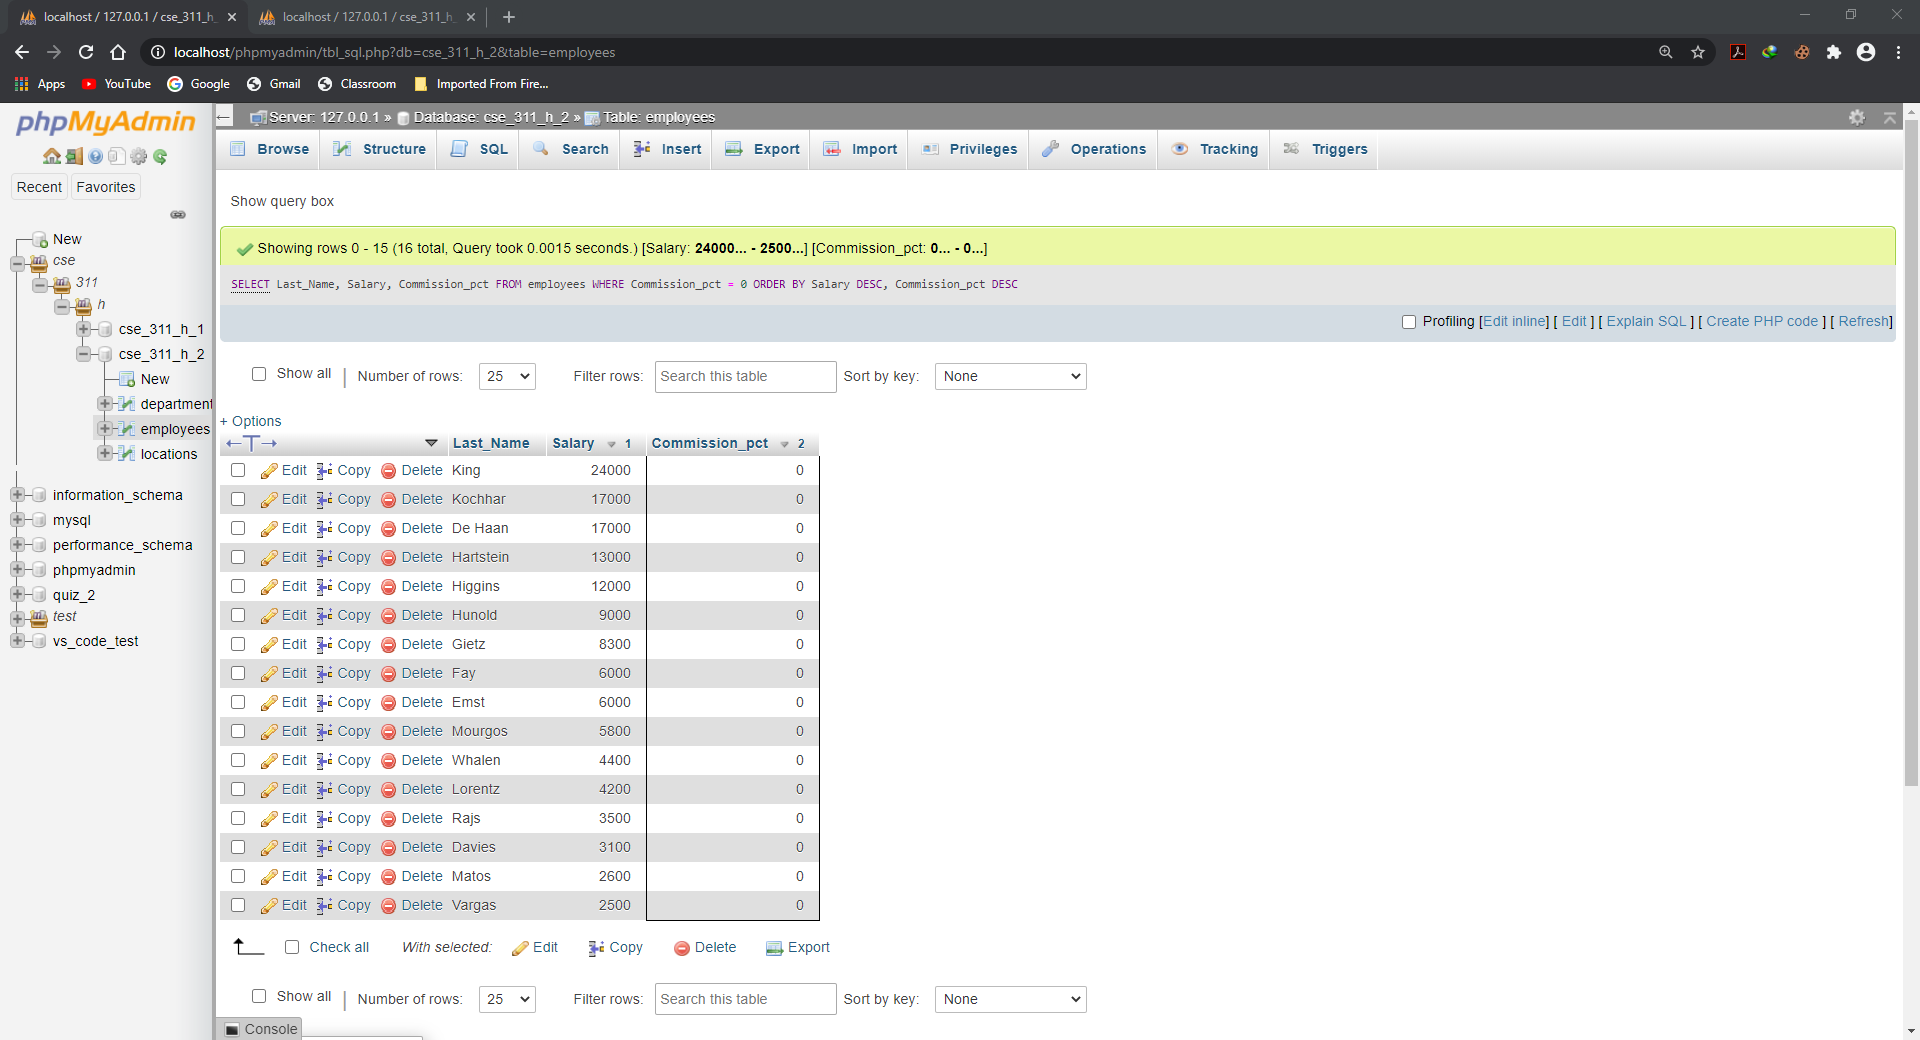 localhost / 127.0.0.1 / cse_311_h_
localhost / 127.0.0.1 / cse_311_h_
localhost/phpmyadmin/tbl_sql.php?db=cse_311_h_2&table=employees
Apps YouTube Google Gmail Classroom Imported From Fire...
phpMyAdmin
Recent Favorites
New
cse
311
h
cse_311_h_1
cse_311_h_2
New
department
employees
locations
information_schema
mysql
performance_schema
phpmyadmin
quiz_2
test
vs_code_test
Server: 127.0.0.1 » Database: cse_311_h_2 » Table: employees
Browse Structure SQL Search Insert Export Import Privileges Operations Tracking Triggers
Show query box
Showing rows 0 - 15 (16 total, Query took 0.0015 seconds.) [Salary: 24000... - 2500...] [Commission_pct: 0... - 0...]
SELECT Last_Name, Salary, Commission_pct FROM employees WHERE Commission_pct = 0 ORDER BY Salary DESC, Commission_pct DESC
Profiling [Edit inline] [ Edit ] [ Explain SQL ] [ Create PHP code ] [ Refresh]
Show all | Number of rows: 25 Filter rows: Search this table Sort by key: None
+ Options
←T→ Last_Name Salary 1 Commission_pct 2
Edit Copy Delete King 24000 0
Edit Copy Delete Kochhar 17000 0
Edit Copy Delete De Haan 17000 0
Edit Copy Delete Hartstein 13000 0
Edit Copy Delete Higgins 12000 0
Edit Copy Delete Hunold 9000 0
Edit Copy Delete Gietz 8300 0
Edit Copy Delete Fay 6000 0
Edit Copy Delete Ernst 6000 0
Edit Copy Delete Mourgos 5800 0
Edit Copy Delete Whalen 4400 0
Edit Copy Delete Lorentz 4200 0
Edit Copy Delete Rajs 3500 0
Edit Copy Delete Davies 3100 0
Edit Copy Delete Matos 2600 0
Edit Copy Delete Vargas 2500 0
Check all With selected: Edit Copy Delete Export
Show all | Number of rows: 25 Filter rows: Search this table Sort by key: None
Console